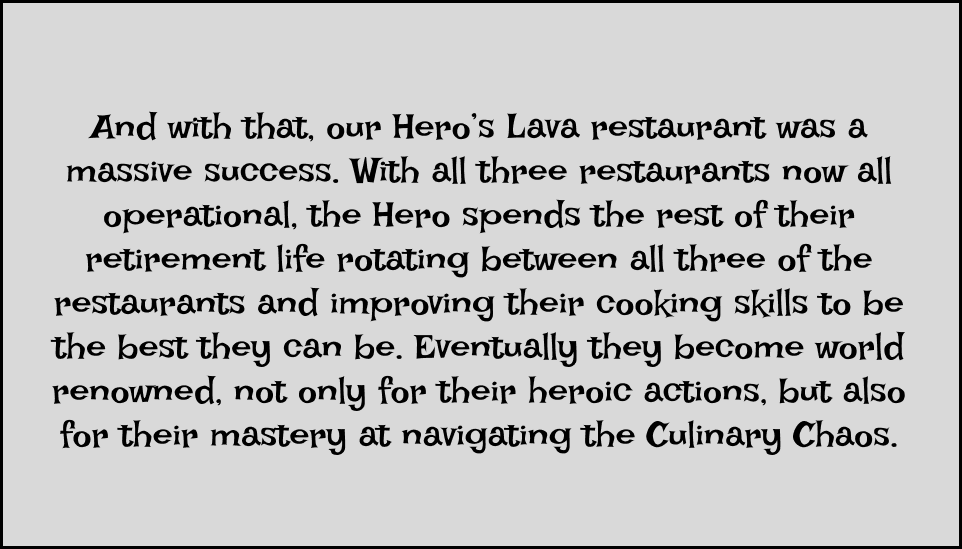 And with that, our Hero's Lava restaurant was a
massive success. With all three restaurants now all
operational, the Hero spends the rest of their
retirement life rotating between all three of the
restaurants and improving their cooking skills to be
the best they can be. Eventually they become world
renowned, not only for their heroic actions, but also
for their mastery at navigating the Culinary Chaos.